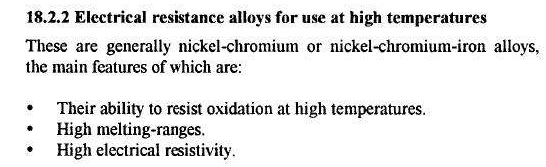 18.2.2 Electrical resistance alloys for use at high temperatures
These are generally nickel-chromium or nickel-chromium-iron alloys,
the main features of which are:
• Their ability to resist oxidation at high temperatures.
• High melting-ranges.
• High electrical resistivity.